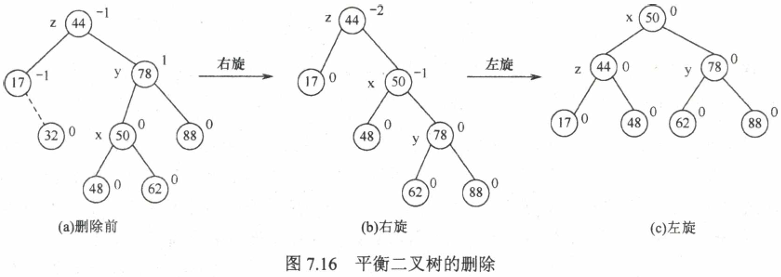 z 44 -1
17 -1
y 78 1
32 0
x 50 0
88 0
48 0
62 0
(a)删除前
右旋
z 44 -2
17 0
x 50 -1
48 0
y 78 0
62 0
88 0
(b)右旋
左旋
x 50 0
z 44 0
y 78 0
17 0
48 0
62 0
88 0
(c)左旋
图 7.16 平衡二叉树的删除